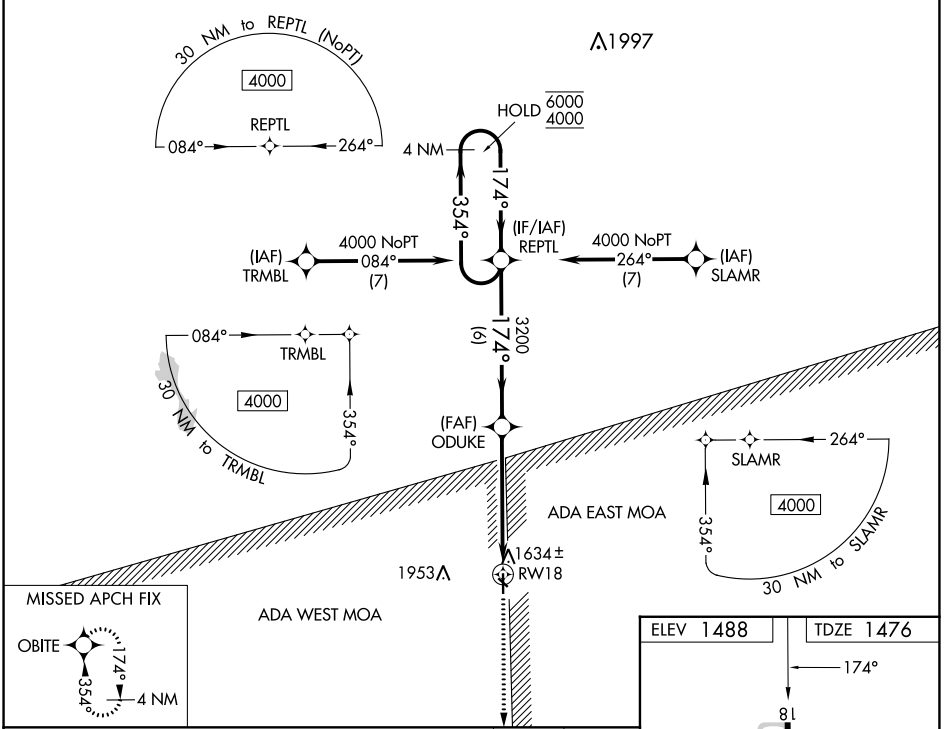 30 NM to REPTL (NoPT)
4000
REPTL
084°
264°
1997
HOLD 6000
4000
4 NM
174°
354°
(IF/IAF)
REPTL
(IAF)
TRMBL
4000 NoPT
084°
(7)
4000 NoPT
264°
(7)
(IAF)
SLAMR
3200
174°
(6)
084°
TRMBL
4000
354°
30 NM to TRMBL
(FAF)
ODUKE
264°
SLAMR
4000
354°
30 NM to SLAMR
ADA EAST MOA
1634±
1953
RW18
ADA WEST MOA
MISSED APCH FIX
OBITE
174°
354°
4 NM
ELEV 1488
TDZE 1476
174°
18